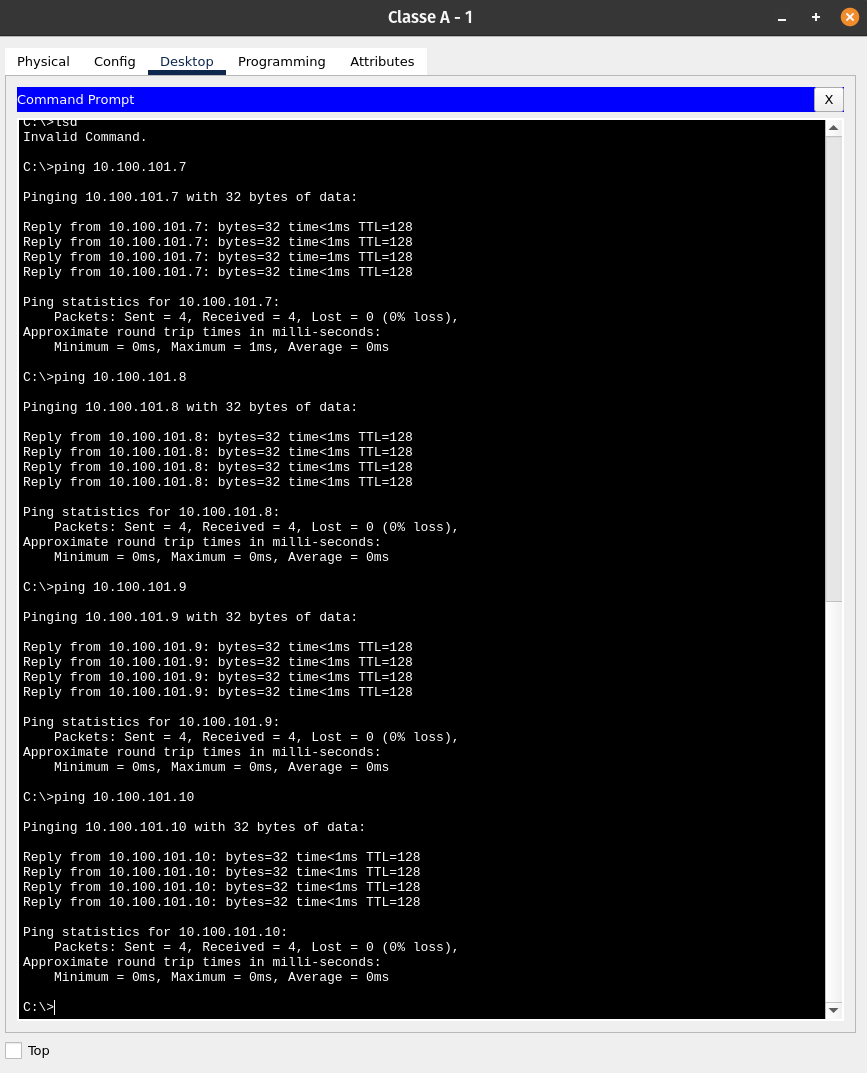 Classe A - 1
Physical Config Desktop Programming Attributes
Command Prompt X
C:\>lsd
Invalid Command.
C:\>ping 10.100.101.7
Pinging 10.100.101.7 with 32 bytes of data:
Reply from 10.100.101.7: bytes=32 time<1ms TTL=128
Reply from 10.100.101.7: bytes=32 time<1ms TTL=128
Reply from 10.100.101.7: bytes=32 time=1ms TTL=128
Reply from 10.100.101.7: bytes=32 time<1ms TTL=128
Ping statistics for 10.100.101.7:
Packets: Sent = 4, Received = 4, Lost = 0 (0% loss),
Approximate round trip times in milli-seconds:
Minimum = 0ms, Maximum = 1ms, Average = 0ms
C:\>ping 10.100.101.8
Pinging 10.100.101.8 with 32 bytes of data:
Reply from 10.100.101.8: bytes=32 time<1ms TTL=128
Reply from 10.100.101.8: bytes=32 time<1ms TTL=128
Reply from 10.100.101.8: bytes=32 time<1ms TTL=128
Reply from 10.100.101.8: bytes=32 time<1ms TTL=128
Ping statistics for 10.100.101.8:
Packets: Sent = 4, Received = 4, Lost = 0 (0% loss),
Approximate round trip times in milli-seconds:
Minimum = 0ms, Maximum = 0ms, Average = 0ms
C:\>ping 10.100.101.9
Pinging 10.100.101.9 with 32 bytes of data:
Reply from 10.100.101.9: bytes=32 time<1ms TTL=128
Reply from 10.100.101.9: bytes=32 time<1ms TTL=128
Reply from 10.100.101.9: bytes=32 time<1ms TTL=128
Reply from 10.100.101.9: bytes=32 time<1ms TTL=128
Ping statistics for 10.100.101.9:
Packets: Sent = 4, Received = 4, Lost = 0 (0% loss),
Approximate round trip times in milli-seconds:
Minimum = 0ms, Maximum = 0ms, Average = 0ms
C:\>ping 10.100.101.10
Pinging 10.100.101.10 with 32 bytes of data:
Reply from 10.100.101.10: bytes=32 time<1ms TTL=128
Reply from 10.100.101.10: bytes=32 time<1ms TTL=128
Reply from 10.100.101.10: bytes=32 time<1ms TTL=128
Reply from 10.100.101.10: bytes=32 time<1ms TTL=128
Ping statistics for 10.100.101.10:
Packets: Sent = 4, Received = 4, Lost = 0 (0% loss),
Approximate round trip times in milli-seconds:
Minimum = 0ms, Maximum = 0ms, Average = 0ms
C:\>
Top